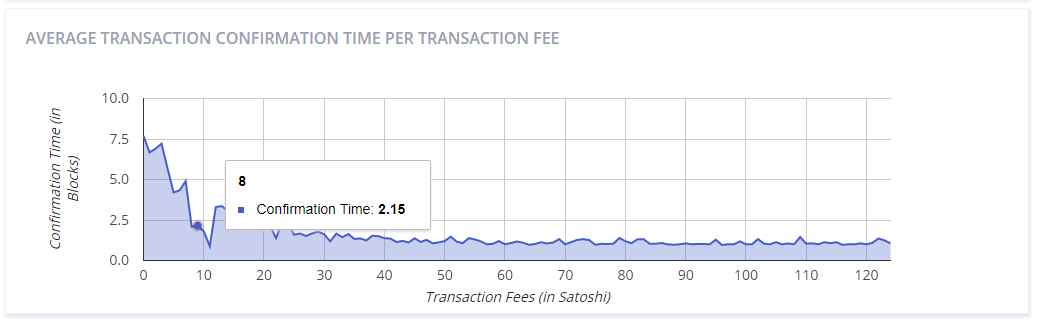 AVERAGE TRANSACTION CONFIRMATION TIME PER TRANSACTION FEE
Confirmation Time (in
Blocks)
10.0
7.5
5.0
2.5
0.0
8
Confirmation Time: 2.15
0 10 20 30 40 50 60 70 80 90 100 110 120
Transaction Fees (in Satoshi)